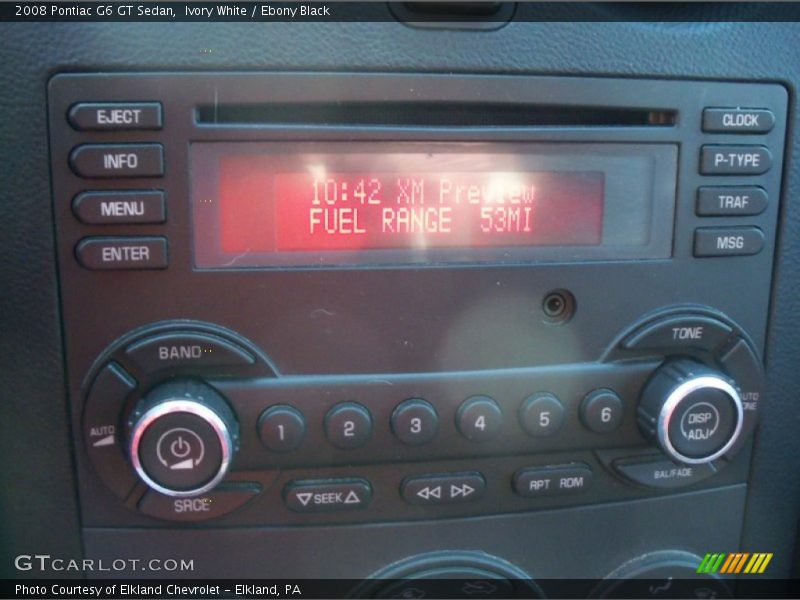 2008 Pontiac G6 GT Sedan,  Ivory White / Ebony Black
EJECT
INFO
MENU
ENTER
CLOCK
P-TYPE
TRAF
MSG
10:42 XM Preview
FUEL RANGE  53MI
BAND
TONE
AUTO
AUTO
TONE
1
2
3
4
5
6
DISP
ADJ
SRCE
SEEK
RPT RDM
BAL/FADE
GTCARLOT.COM
Photo Courtesy of Elkland Chevrolet - Elkland, PA